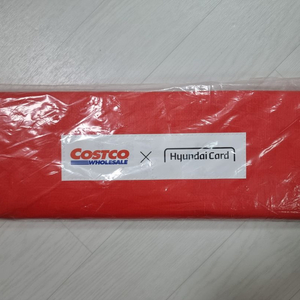 COSTCO
WHOLESALE
×
Hyundai Card